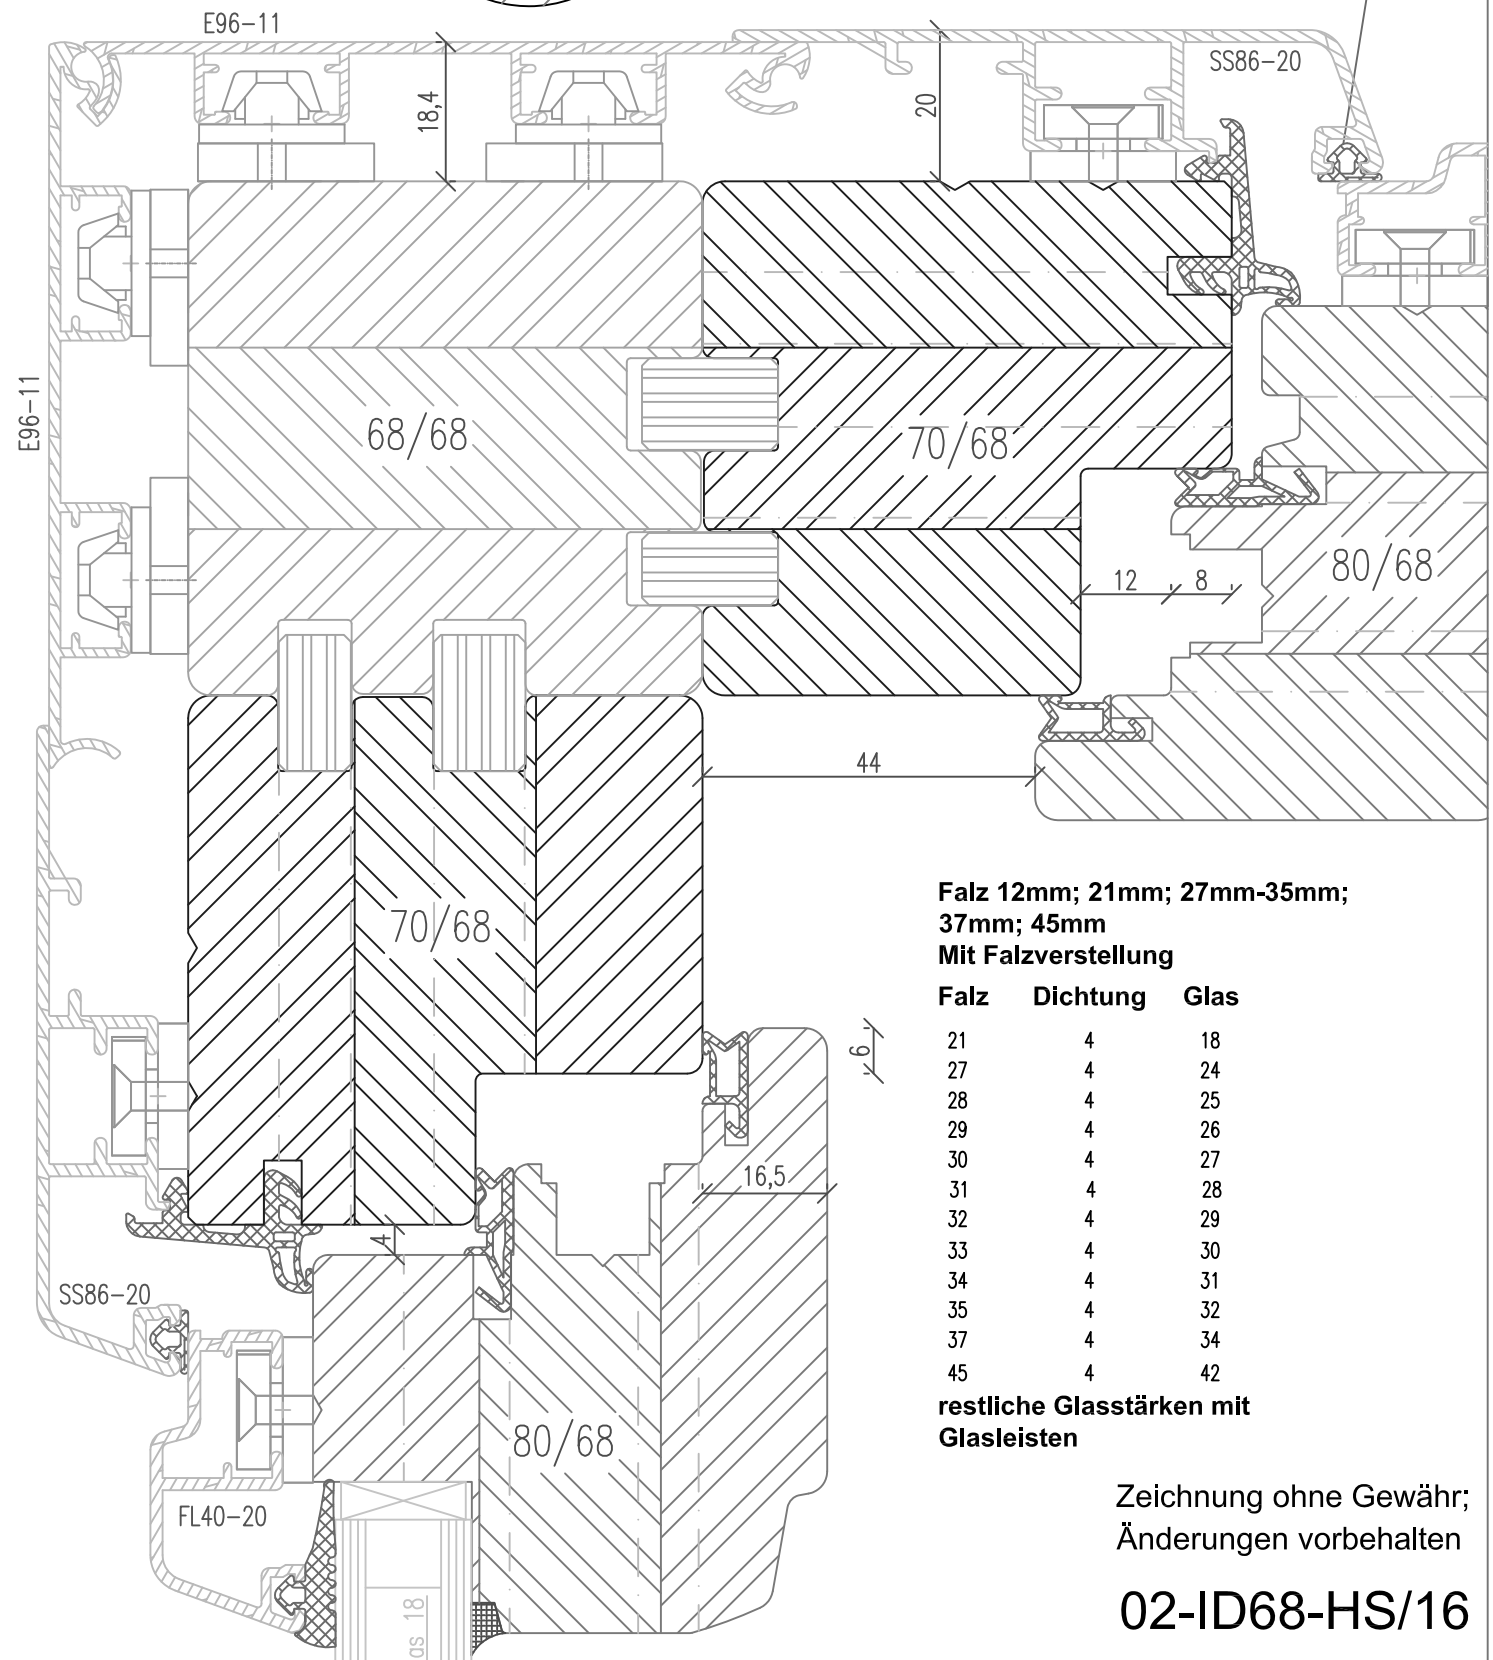 E96-11
SS86-20
18,4
20
E96-11
68/68
70/68
80/68
12
8
44
70/68
Falz 12mm; 21mm; 27mm-35mm;
37mm; 45mm
Mit Falzverstellung
Falz Dichtung Glas
21 4 18
27 4 24
28 4 25
29 4 26
30 4 27
31 4 28
32 4 29
33 4 30
34 4 31
35 4 32
37 4 34
45 4 42
restliche Glasstärken mit
Glasleisten
6
16,5
4
SS86-20
80/68
FL40-20
as 18
Zeichnung ohne Gewähr;
Änderungen vorbehalten
02-ID68-HS/16